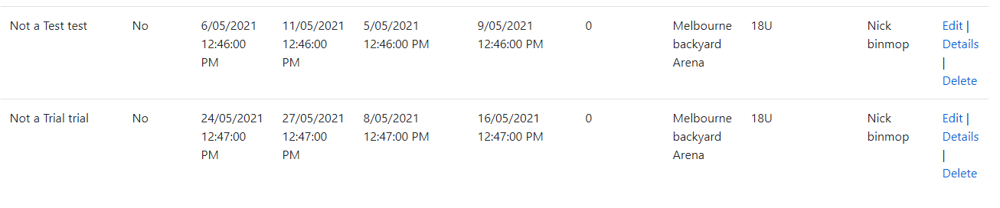 Not a Test test No 6/05/2021 11/05/2021 5/05/2021 9/05/2021 0 Melbourne 18U Nick Edit |
12:46:00 12:46:00 12:46:00 PM 12:46:00 PM backyard binmop Details
PM PM Arena |
Delete
Not a Trial trial No 24/05/2021 27/05/2021 8/05/2021 16/05/2021 0 Melbourne 18U Nick Edit |
12:47:00 12:47:00 12:47:00 PM 12:47:00 PM backyard binmop Details
PM PM Arena |
Delete